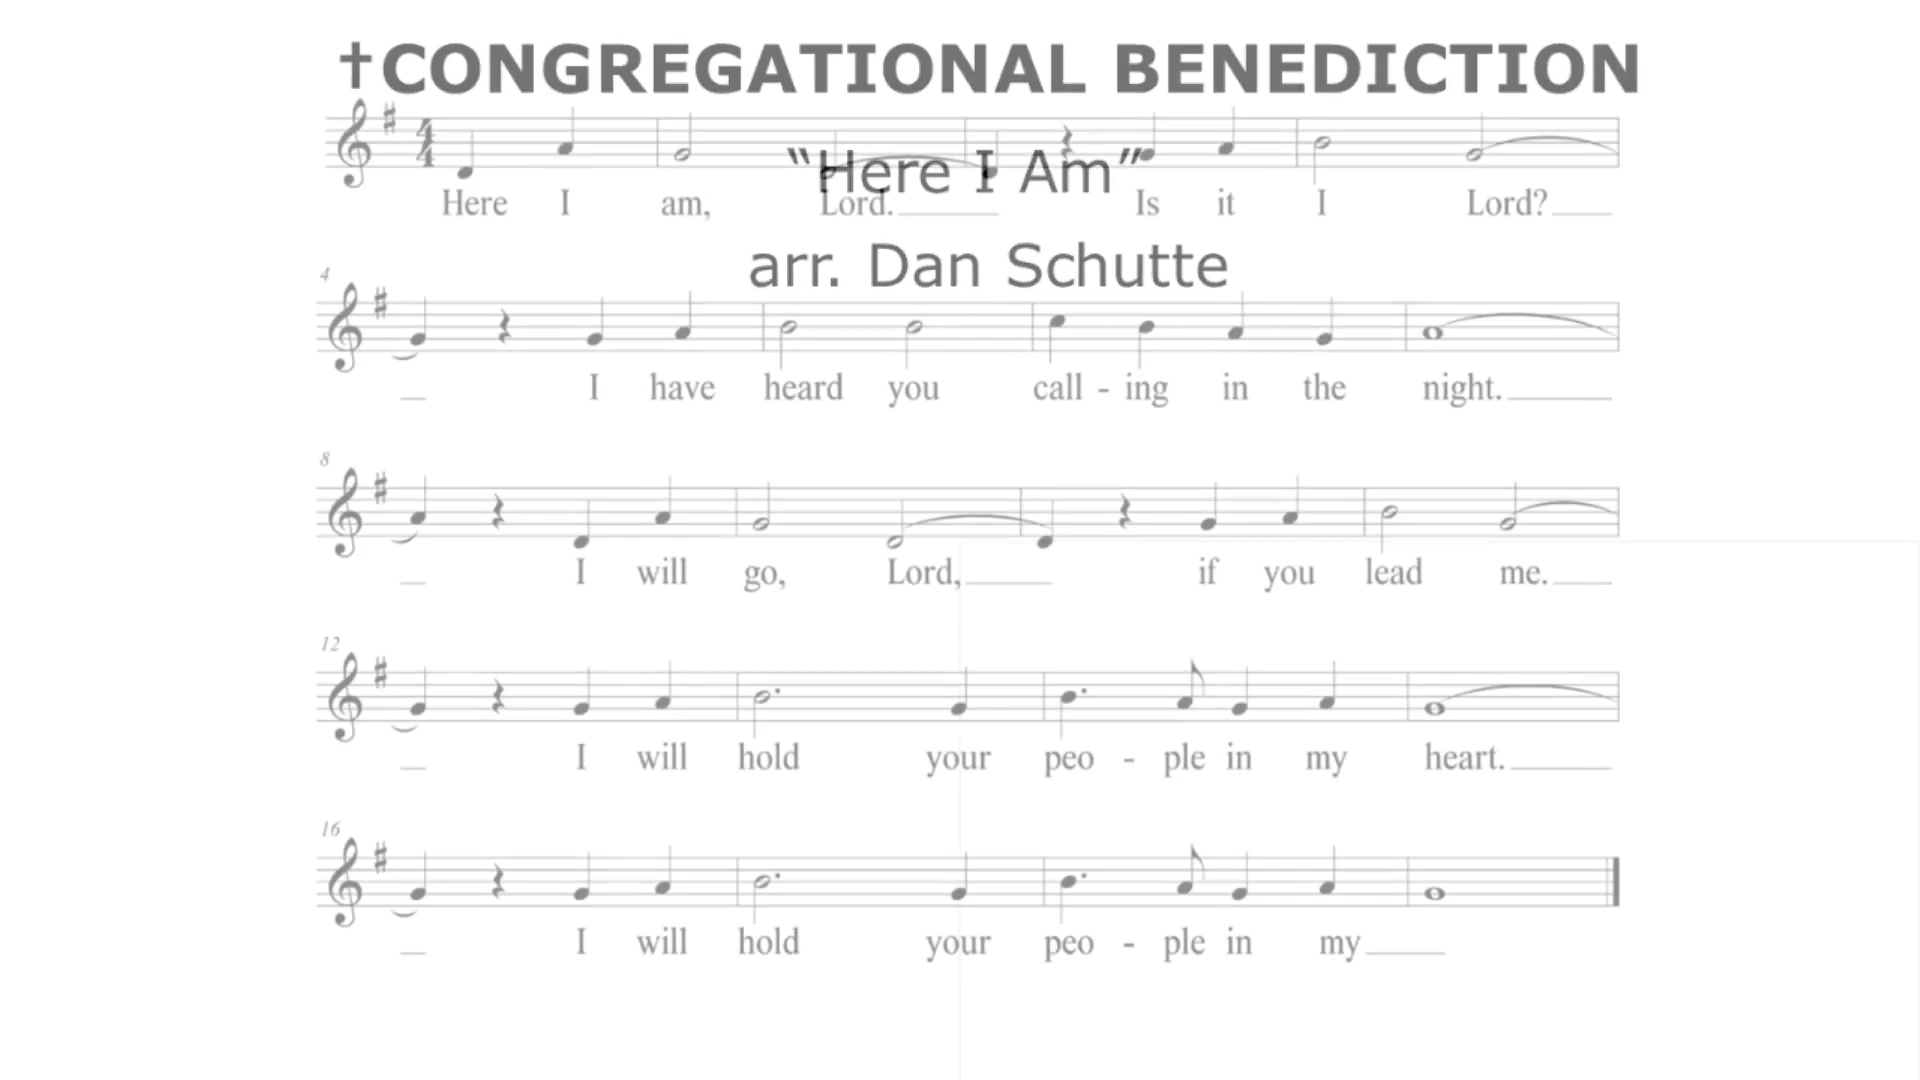 †CONGREGATIONAL BENEDICTION
“Here I Am”
Here I am, Lord. Is it I Lord?
arr. Dan Schutte
4
I have heard you call - ing in the night.
8
I will go, Lord, if you lead me.
12
I will hold your peo - ple in my heart.
16
I will hold your peo - ple in my